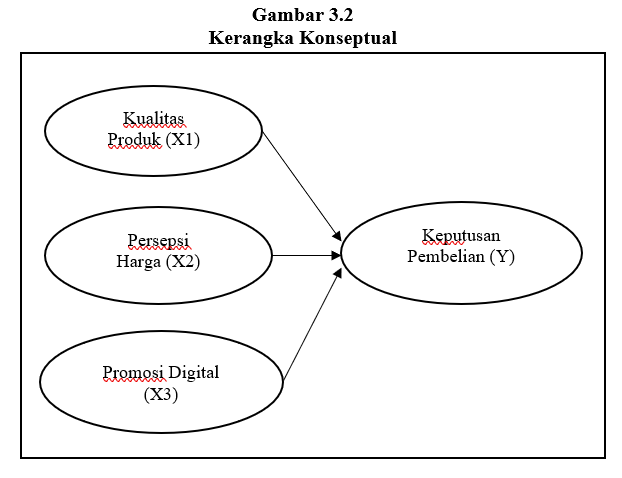 Gambar 3.2
Kerangka Konseptual
Kualitas
Produk (X1)
Persepsi
Harga (X2)
Promosi Digital
(X3)
Keputusan
Pembelian (Y)